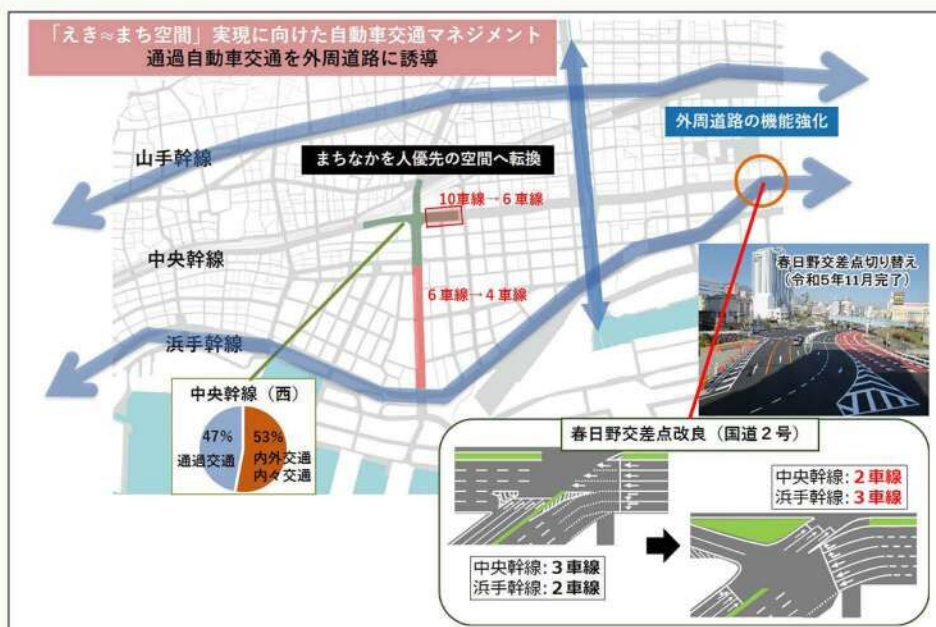 「えき≈まち空間」実現に向けた自動車交通マネジメント
通過自動車交通を外周道路に誘導
外周道路の機能強化
山手幹線
まちなかを人優先の空間へ転換
10車線→6車線
中央幹線
6車線→4車線
春日野交差点切り替え
(令和5年11月完了)
浜手幹線
中央幹線（西）
47%
通過交通
53%
内外交通
内々交通
春日野交差点改良（国道２号）
中央幹線:２車線
浜手幹線:３車線
中央幹線:３車線
浜手幹線:２車線